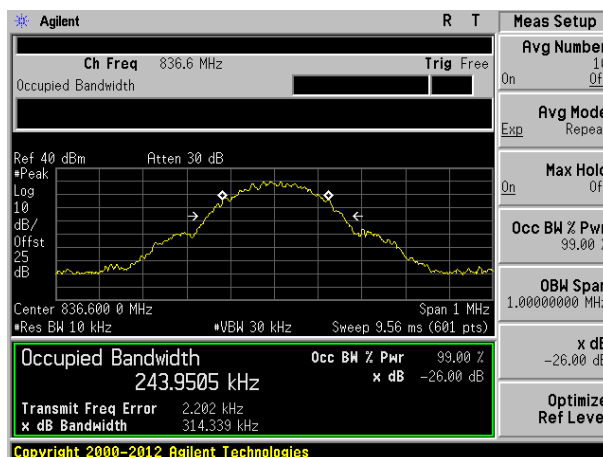 Agilent R T Meas Setup
Ch Freq 836.6 MHz Trig Free
Occupied Bandwidth
Ref 40 dBm Atten 30 dB
#Peak
Log
10
dB/
Offst
25
dB
Center 836.600 0 MHz Span 1 MHz
#Res BW 10 kHz #VBW 30 kHz Sweep 9.56 ms (601 pts)
Occupied Bandwidth Occ BW % Pwr 99.00 %
243.9505 kHz x dB -26.00 dB
Transmit Freq Error 2.202 kHz
x dB Bandwidth 314.339 kHz
Copyright 2000-2012 Agilent Technologies
Avg Number
On
Avg Mode
Exp Repea
Max Hold
On Of
Occ BW % Pwr
99.00 %
OBW Span
1.00000000 MHz
x dB
-26.00 dB
Optimize
Ref Leve